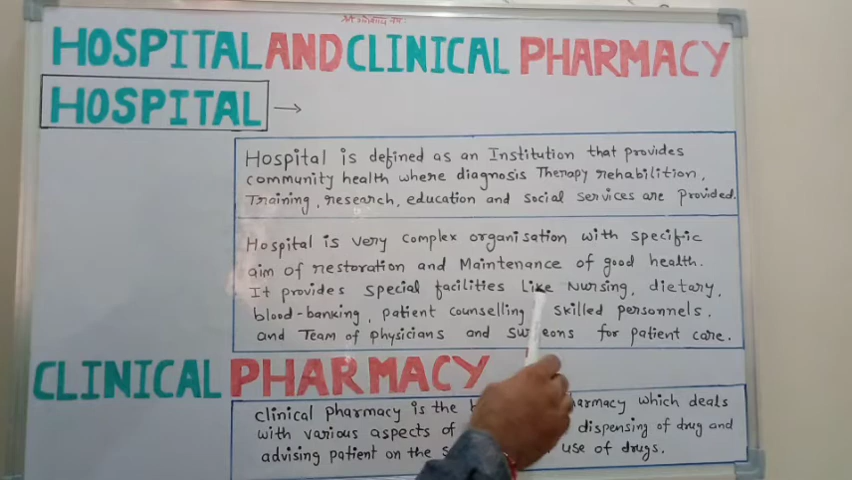 HOSPITAL AND CLINICAL PHARMACY
HOSPITAL →
Hospital is defined as an Institution that provides
community health where diagnosis Therapy rehabilition,
Training, research, education and social services are provided.
Hospital is very complex organisation with specific
aim of restoration and Maintenance of good health.
It provides special facilities Like Nursing, dietary,
blood-banking, patient counselling, skilled personnels.
and Team of physicians and surgeons for patient care.
CLINICAL PHARMACY
clinical pharmacy is the pharmacy which deals
with various aspects of dispensing of drug and
advising patient on the use of drugs.